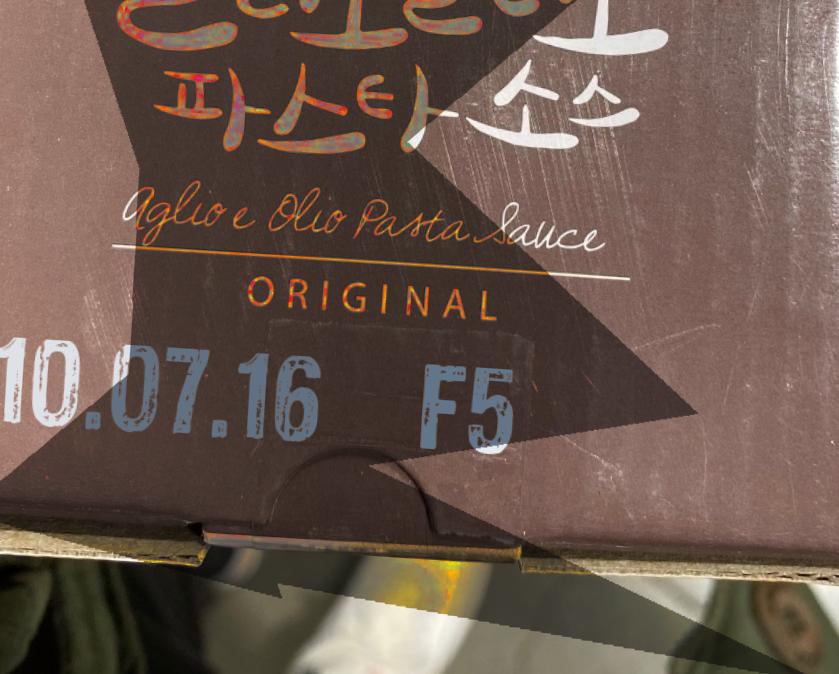 파스타 소스
Aglio e Olio Pasta Sauce
ORIGINAL
10.07.16 F5